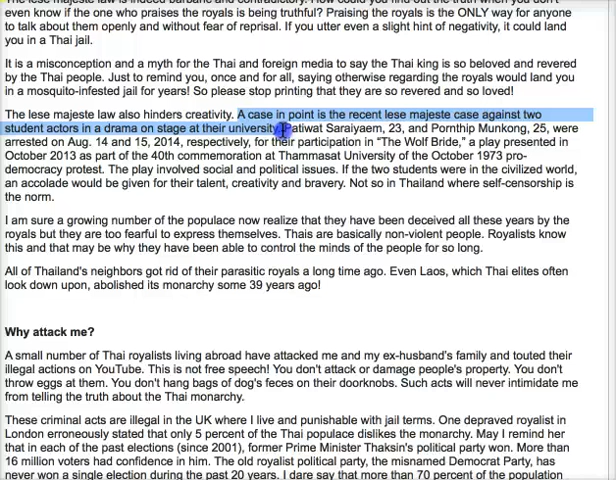 The lese majeste law is indeed barbaric and contradictory. How could you find out the truth when you don't
even know if the one who praises the royals is being truthful? Praising the royals is the ONLY way for anyone
to talk about them openly and without fear of reprisal. If you utter even a slight hint of negativity, it could land
you in a Thai jail.
It is a misconception and a myth for the Thai and foreign media to say the Thai king is so beloved and revered
by the Thai people. Just to remind you, once and for all, saying otherwise regarding the royals would land you
in a mosquito-infested jail for years! So please stop printing that they are so revered and so loved!
The lese majeste law also hinders creativity. A case in point is the recent lese majeste case against two
student actors in a drama on stage at their university. Patiwat Saraiyaem, 23, and Pornthip Munkong, 25, were
arrested on Aug. 14 and 15, 2014, respectively, for their participation in “The Wolf Bride,” a play presented in
October 2013 as part of the 40th commemoration at Thammasat University of the October 1973 pro-
democracy protest. The play involved social and political issues. If the two students were in the civilized world,
an accolade would be given for their talent, creativity and bravery. Not so in Thailand where self-censorship is
the norm.
I am sure a growing number of the populace now realize that they have been deceived all these years by the
royals but they are too fearful to express themselves. Thais are basically non-violent people. Royalists know
this and that may be why they have been able to control the minds of the people for so long.
All of Thailand's neighbors got rid of their parasitic royals a long time ago. Even Laos, which Thai elites often
look down upon, abolished its monarchy some 39 years ago!
Why attack me?
A small number of Thai royalists living abroad have attacked me and my ex-husband's family and touted their
illegal actions on YouTube. This is not free speech! You don't attack or damage people's property. You don't
throw eggs at them. You don't hang bags of dog's feces on their doorknobs. Such acts will never intimidate me
from telling the truth about the Thai monarchy.
These criminal acts are illegal in the UK where I live and punishable with jail terms. One depraved royalist in
London erroneously stated that only 5 percent of the Thai populace dislikes the monarchy. May I remind her
that in each of the past elections (since 2001), former Prime Minister Thaksin's political party won. More than
16 million voters had confidence in him. The old royalist political party, the misnamed Democrat Party, has
never won a single election during the past 20 years. I dare say that more than 70 percent of the population